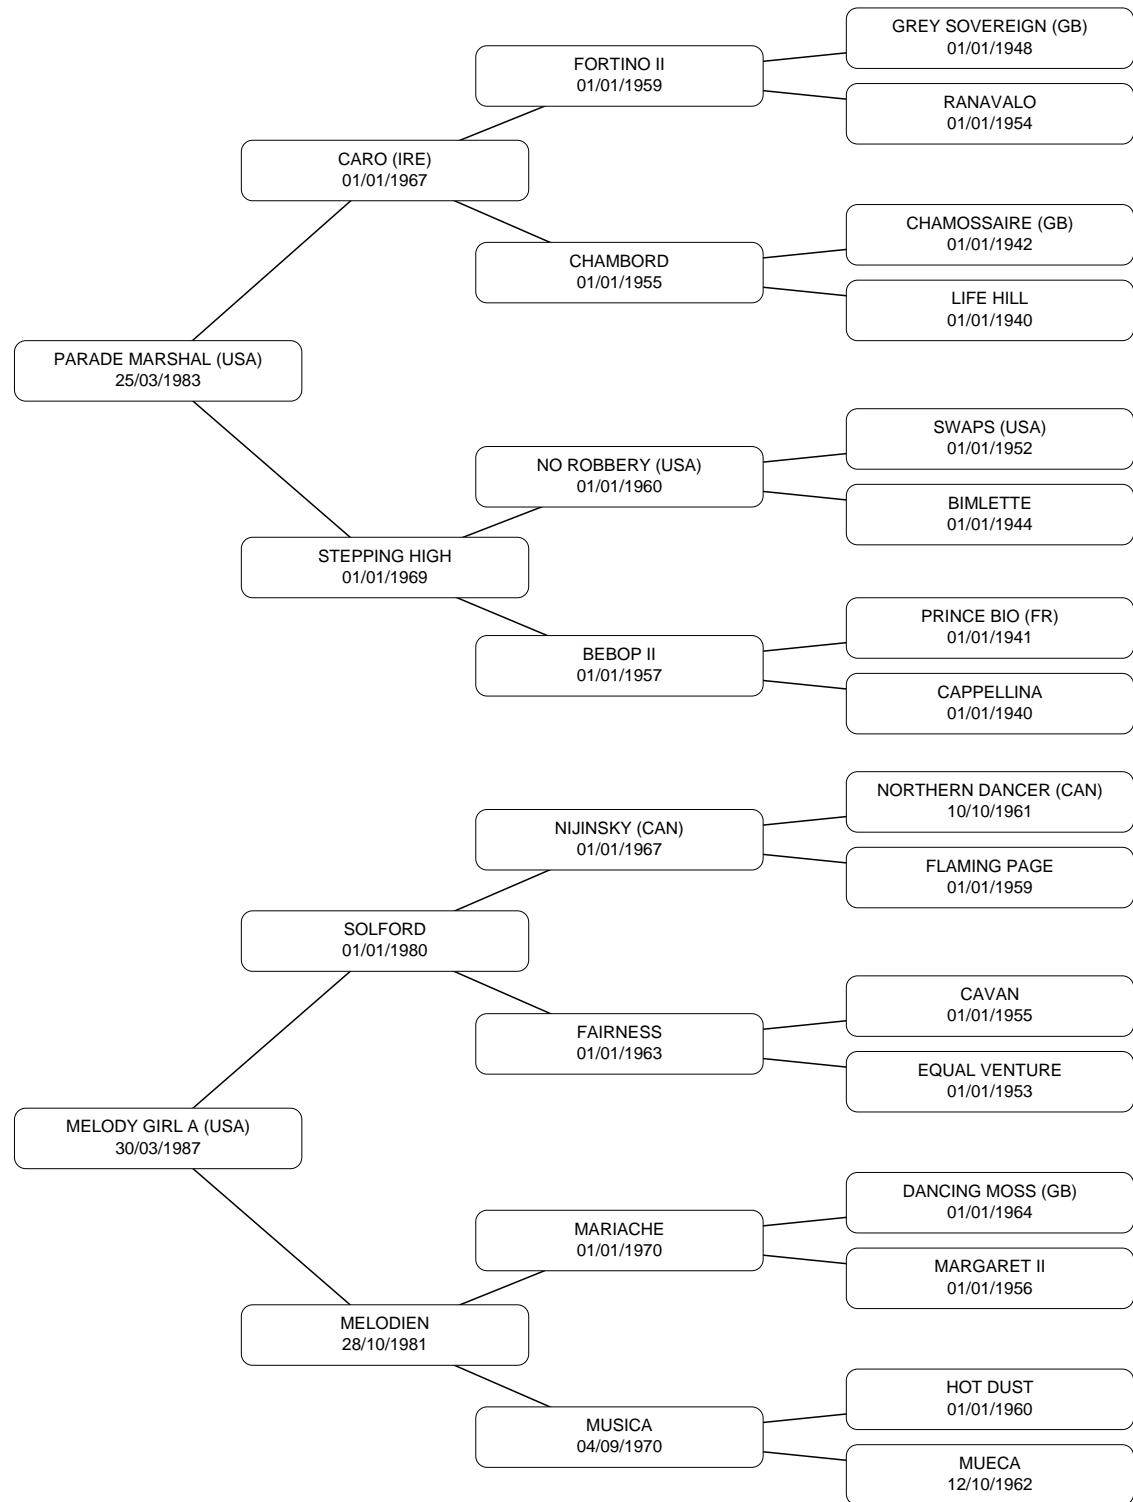 GREY SOVEREIGN (GB)
01/01/1948
FORTINO II
01/01/1959
RANAVALO
01/01/1954
CARO (IRE)
01/01/1967
CHAMOSSAIRE (GB)
01/01/1942
CHAMBORD
01/01/1955
LIFE HILL
01/01/1940
PARADE MARSHAL (USA)
25/03/1983
SWAPS (USA)
01/01/1952
NO ROBBERY (USA)
01/01/1960
BIMLETTE
01/01/1944
STEPPING HIGH
01/01/1969
PRINCE BIO (FR)
01/01/1941
BEBOP II
01/01/1957
CAPPELLINA
01/01/1940
NORTHERN DANCER (CAN)
10/10/1961
NIJINSKY (CAN)
01/01/1967
FLAMING PAGE
01/01/1959
SOLFORD
01/01/1980
CAVAN
01/01/1955
FAIRNESS
01/01/1963
EQUAL VENTURE
01/01/1953
MELODY GIRL A (USA)
30/03/1987
DANCING MOSS (GB)
01/01/1964
MARIACHE
01/01/1970
MARGARET II
01/01/1956
MELODIEN
28/10/1981
HOT DUST
01/01/1960
MUSICA
04/09/1970
MUECA
12/10/1962